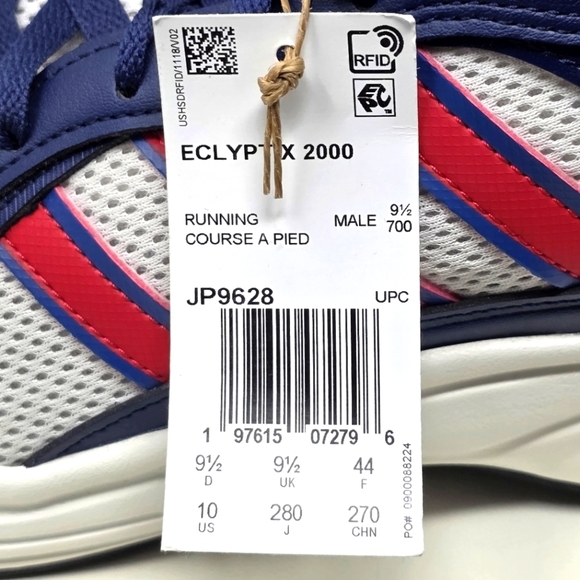 USHSDRFID/1118/V02
RFID
EPC™
ECLYPTIX 2000
RUNNING
COURSE A PIED
MALE 9½
700
JP9628 UPC
1 97615 07279 6
9½ 9½ 44
D UK F
10 280 270
US J CHN
PO# 0900088224